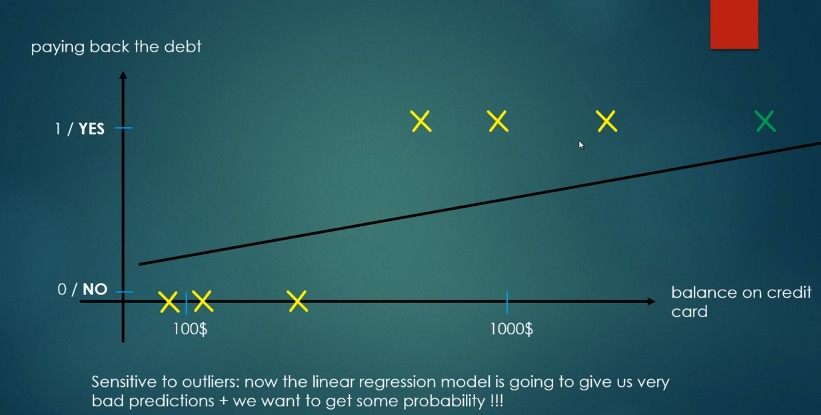 paying back the debt
1 / YES
0 / NO
100$
1000$
balance on credit
card
Sensitive to outliers: now the linear regression model is going to give us very
bad predictions + we want to get some probability !!!